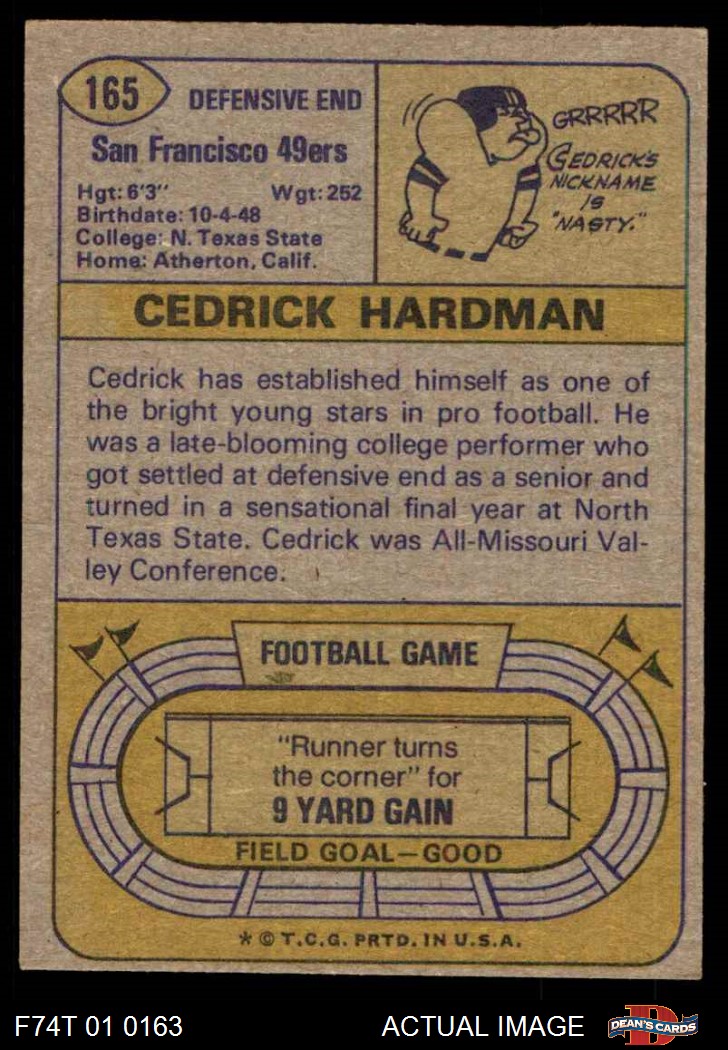 165
DEFENSIVE END
San Francisco 49ers
Hgt: 6'3" Wgt: 252
Birthdate: 10-4-48
College: N. Texas State
Home: Atherton, Calif.
GRRRRR
CEDRICK'S
NICKNAME
IS
"NASTY."
CEDRICK HARDMAN
Cedrick has established himself as one of
the bright young stars in pro football. He
was a late-blooming college performer who
got settled at defensive end as a senior and
turned in a sensational final year at North
Texas State. Cedrick was All-Missouri Val-
ley Conference.
FOOTBALL GAME
"Runner turns
the corner" for
9 YARD GAIN
FIELD GOAL—GOOD
* © T.C.G. PRTD. IN U.S.A.
F74T 01 0163
ACTUAL IMAGE
D
DEAN'S CARDS